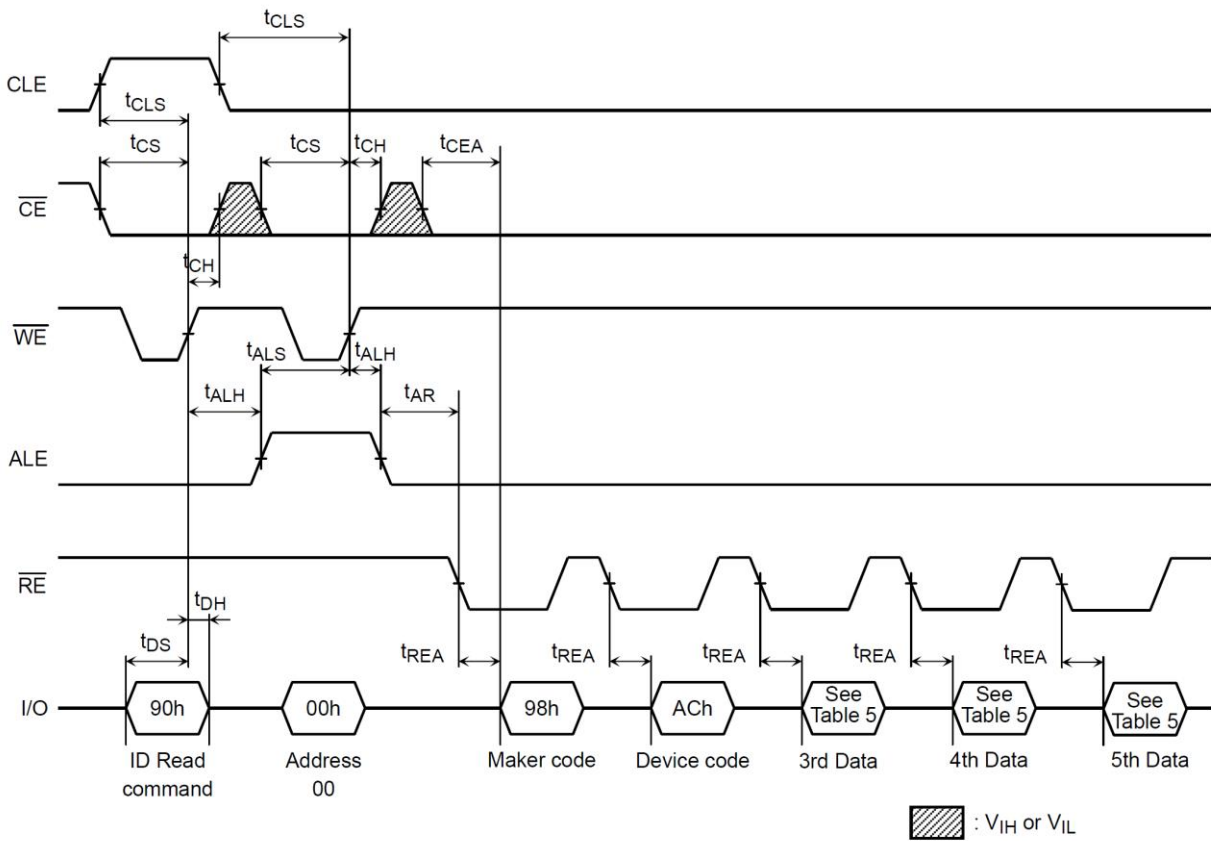 tCLS
CLE
tCLS
tCS tCS tCH tCEA
CE
tCH
WE
tALS tALH
tALH tAR
ALE
RE
tDH
tDS
tREA tREA tREA tREA tREA
I/O 90h 00h 98h ACh See Table 5 See Table 5 See Table 5
ID Read command
Address 00
Maker code
Device code
3rd Data
4th Data
5th Data
: VIH or VIL